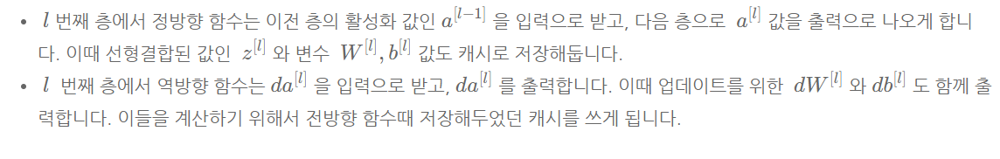 • $l$ 번째 층에서 정방향 함수는 이전 층의 활성화 값인 $a^{[l-1]}$ 을 입력으로 받고, 다음 층으로 $a^{[l]}$ 값을 출력으로 나오게 합니
다. 이때 선형결합된 값인 $z^{[l]}$ 와 변수 $W^{[l]}, b^{[l]}$ 값도 캐시로 저장해둡니다.
• $l$ 번째 층에서 역방향 함수는 $da^{[l]}$ 을 입력으로 받고, $da^{[l]}$ 를 출력합니다. 이때 업데이트를 위한 $dW^{[l]}$ 와 $db^{[l]}$ 도 함께 출
력합니다. 이들을 계산하기 위해서 전방향 함수때 저장해두었던 캐시를 쓰게 됩니다.